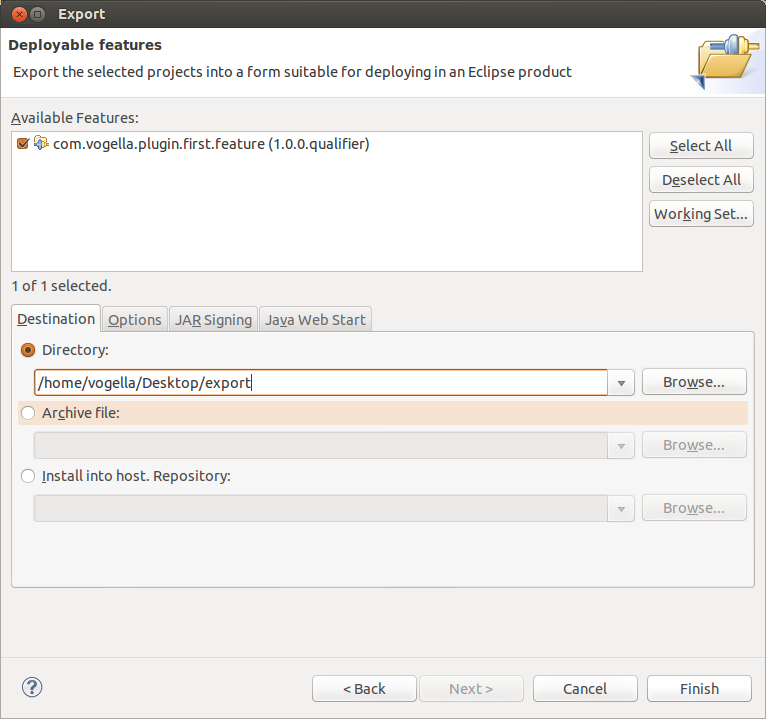 Export
Deployable features
Export the selected projects into a form suitable for deploying in an Eclipse product
Available Features:
com.vogella.plugin.first.feature (1.0.0.qualifier)
Select All
Deselect All
Working Set...
1 of 1 selected.
Destination Options JAR Signing Java Web Start
Directory:
/home/vogella/Desktop/export Browse...
Archive file:
Browse...
Install into host. Repository:
Browse...
? < Back Next > Cancel Finish